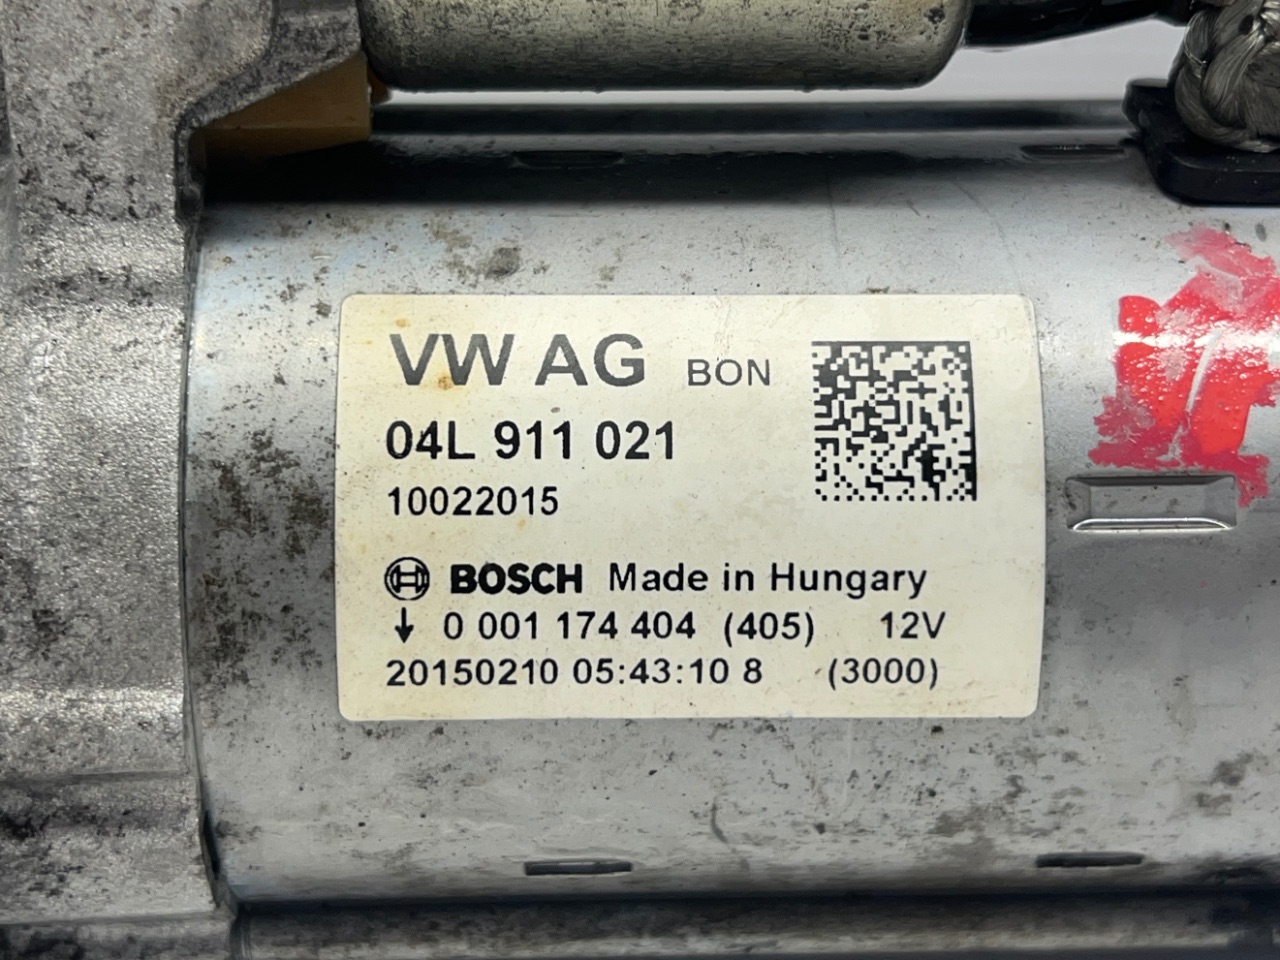 VW AG BON
04L 911 021
10022015
BOSCH Made in Hungary
↓ 0 001 174 404 (405) 12V
20150210 05:43:10 8 (3000)